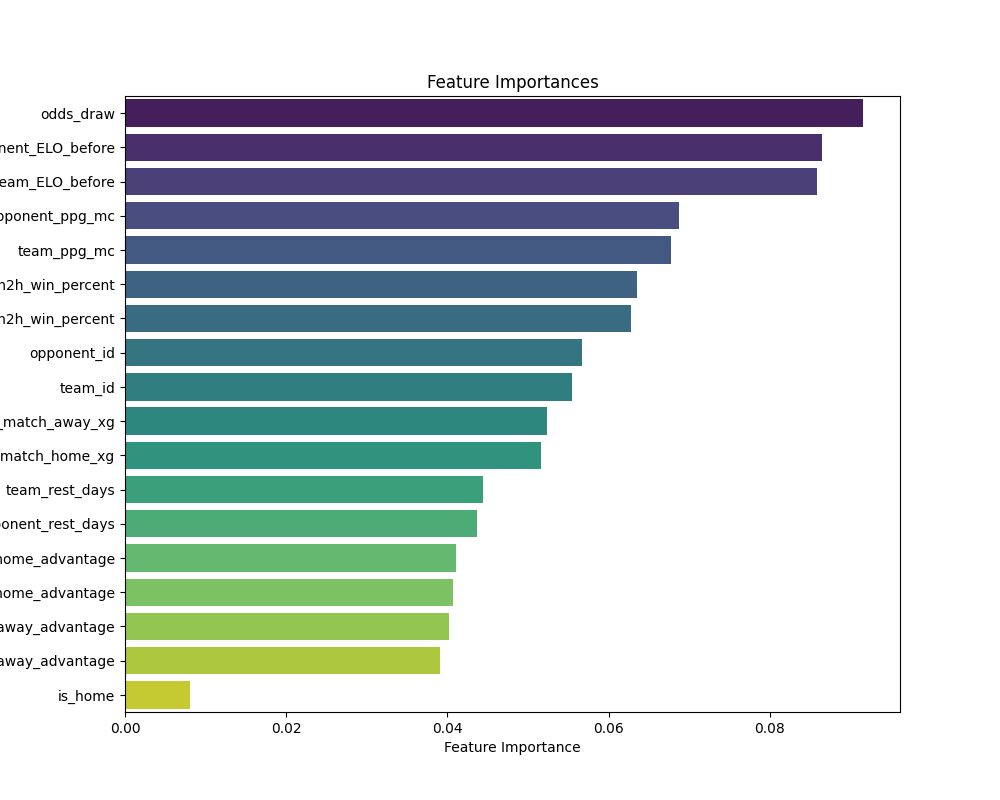 Feature Importances
odds_draw
nent_ELO_before
eam_ELO_before
pponent_ppg_mc
team_ppg_mc
h2h_win_percent
h2h_win_percent
opponent_id
team_id
_match_away_xg
match_home_xg
team_rest_days
onent_rest_days
home_advantage
home_advantage
away_advantage
away_advantage
is_home
0.00 0.02 0.04 0.06 0.08
Feature Importance